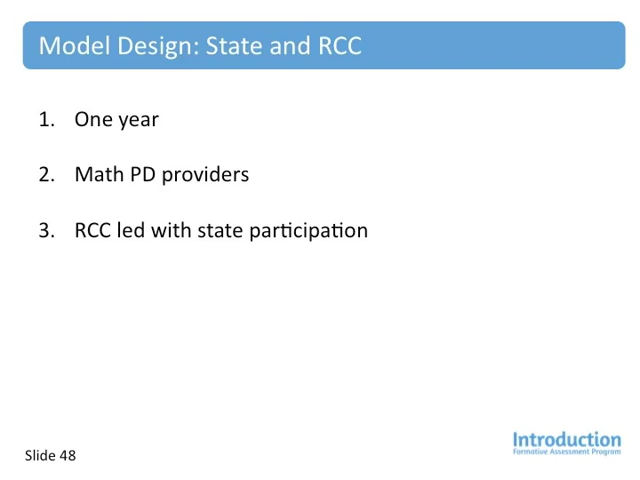 Model Design: State and RCC
1. One year
2. Math PD providers
3. RCC led with state participation
Introduction
Formative Assessment Program
Slide 48